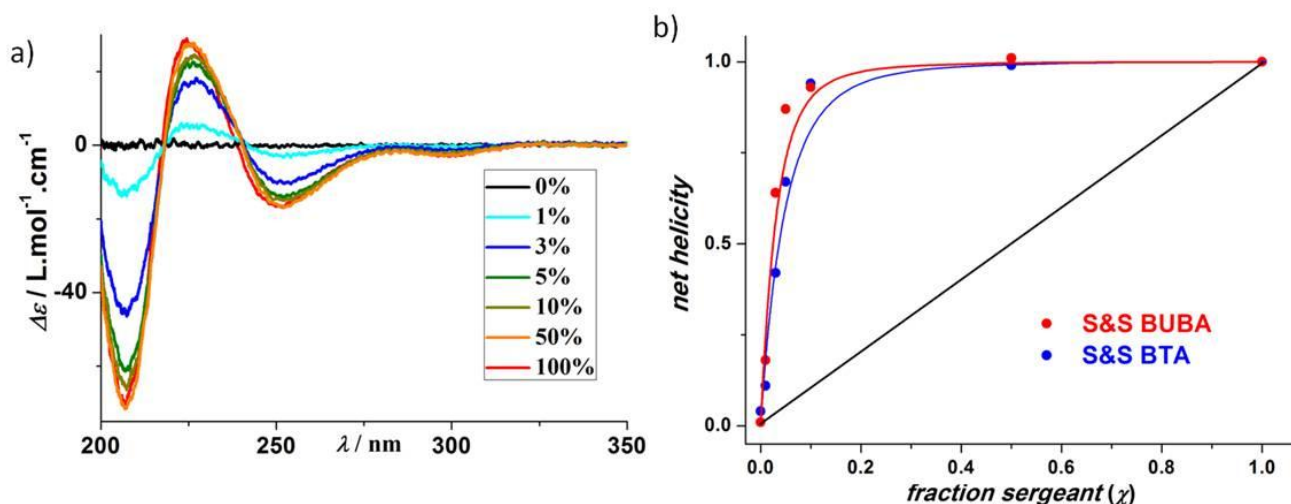 a)
0
-40
Δε / L.mol-1.cm-1
0%
1%
3%
5%
10%
50%
100%
200
250
300
350
λ / nm
b)
1.0
0.5
0.0
net helicity
S&S BUBA
S&S BTA
0.0
0.2
0.4
0.6
0.8
1.0
fraction sergeant (χ)